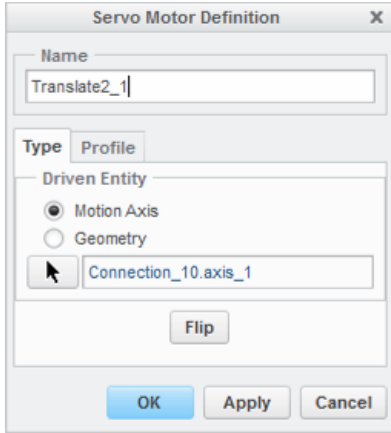 Servo Motor Definition
Name
Translate2_1
Type Profile
Driven Entity
Motion Axis
Geometry
Connection_10.axis_1
Flip
OK Apply Cancel